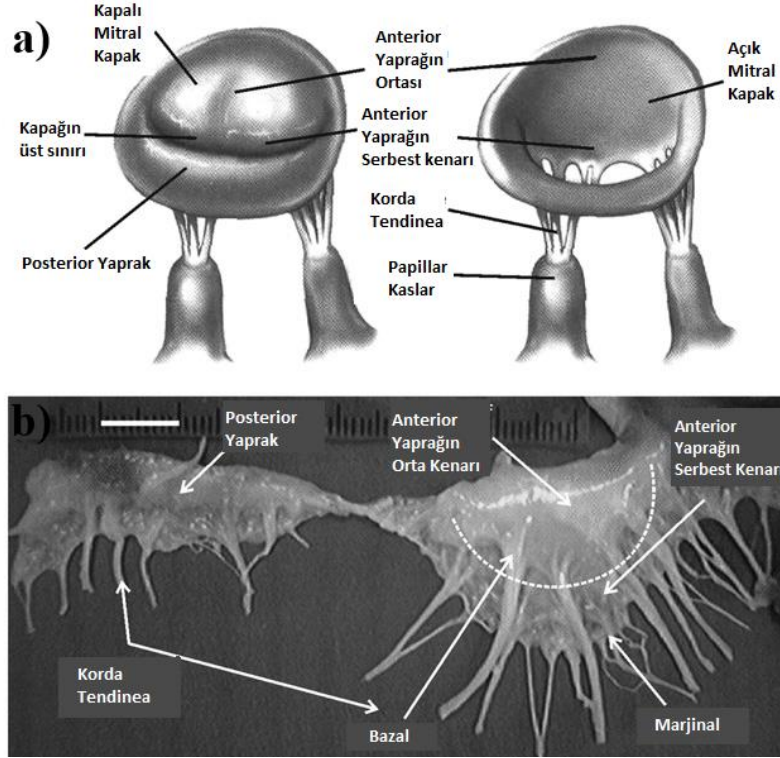 a)
Kapalı
Mitral
Kapak
Anterior
Yaprağın
Ortası
Açık
Mitral
Kapak
Kapağın
üst sınırı
Anterior
Yaprağın
Serbest kenarı
Korda
Tendinea
Posterior Yaprak
Papillar
Kaslar
b)
Posterior
Yaprak
Anterior
Yaprağın
Orta Kenarı
Anterior
Yaprağın
Serbest Kenarı
Korda
Tendinea
Bazal
Marjinal